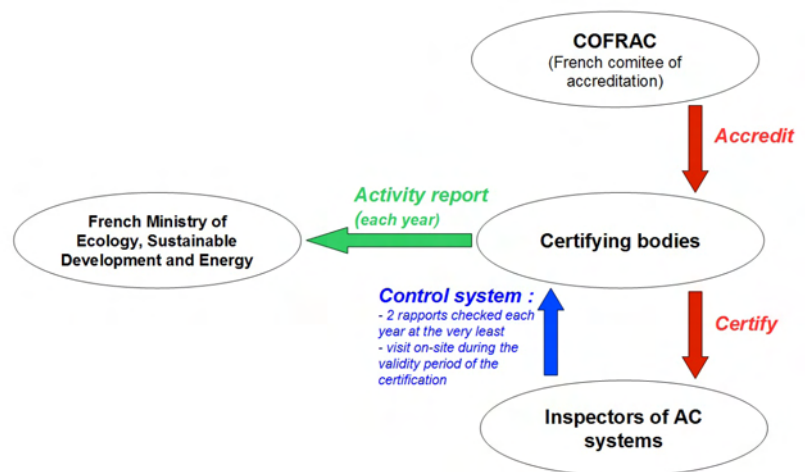 COFRAC
(French comitee of
accreditation)
Accredit
Activity report
(each year)
French Ministry of
Ecology, Sustainable
Development and Energy
Certifying bodies
Control system :
- 2 rapports checked each
year at the very least
- visit on-site during the
validity period of the
certification
Certify
Inspectors of AC
systems